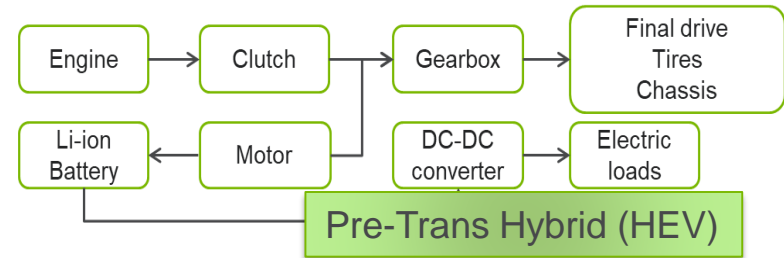 Engine
Clutch
Gearbox
Final drive
Tires
Chassis
Li-ion
Battery
Motor
DC-DC
converter
Electric
loads
Pre-Trans Hybrid (HEV)